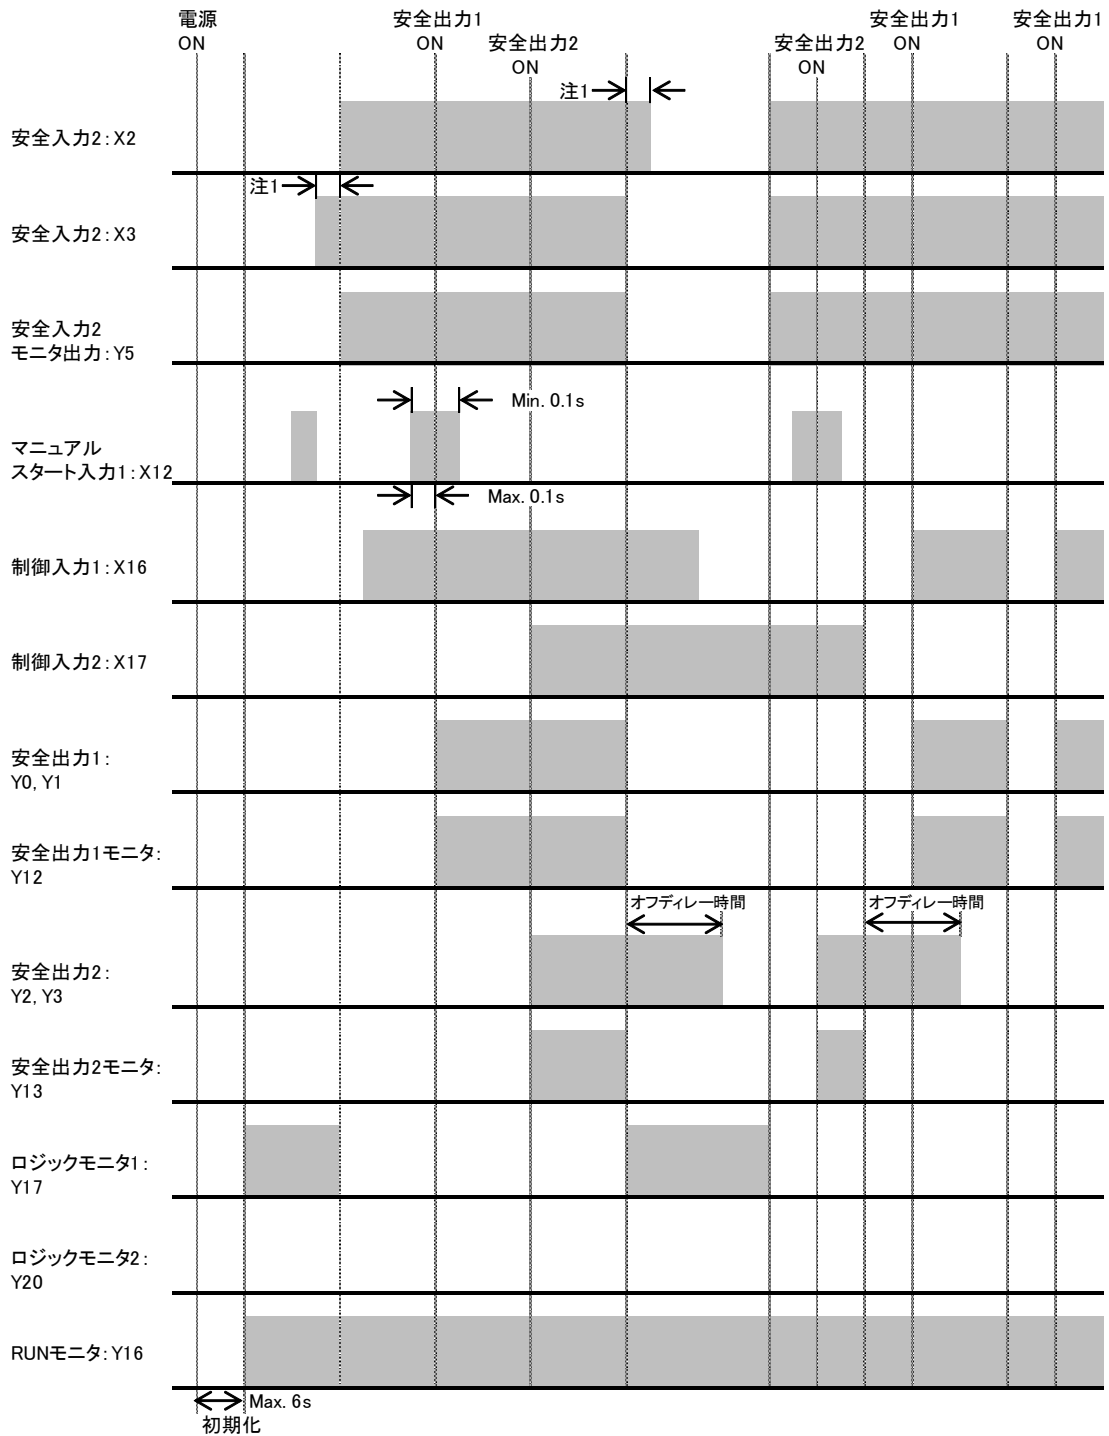 電源
ON
安全出力1
ON
安全出力2
ON
安全出力2
ON
安全出力1
ON
安全出力1
ON
注1
安全入力2:X2
注1
安全入力2:X3
安全入力2
モニタ出力:Y5
Min. 0.1s
マニュアル
スタート入力1:X12
Max. 0.1s
制御入力1:X16
制御入力2:X17
安全出力1:
Y0, Y1
安全出力1モニタ:
Y12
オフディレー時間
オフディレー時間
安全出力2:
Y2, Y3
安全出力2モニタ:
Y13
ロジックモニタ1:
Y17
ロジックモニタ2:
Y20
RUNモニタ:Y16
Max. 6s
初期化